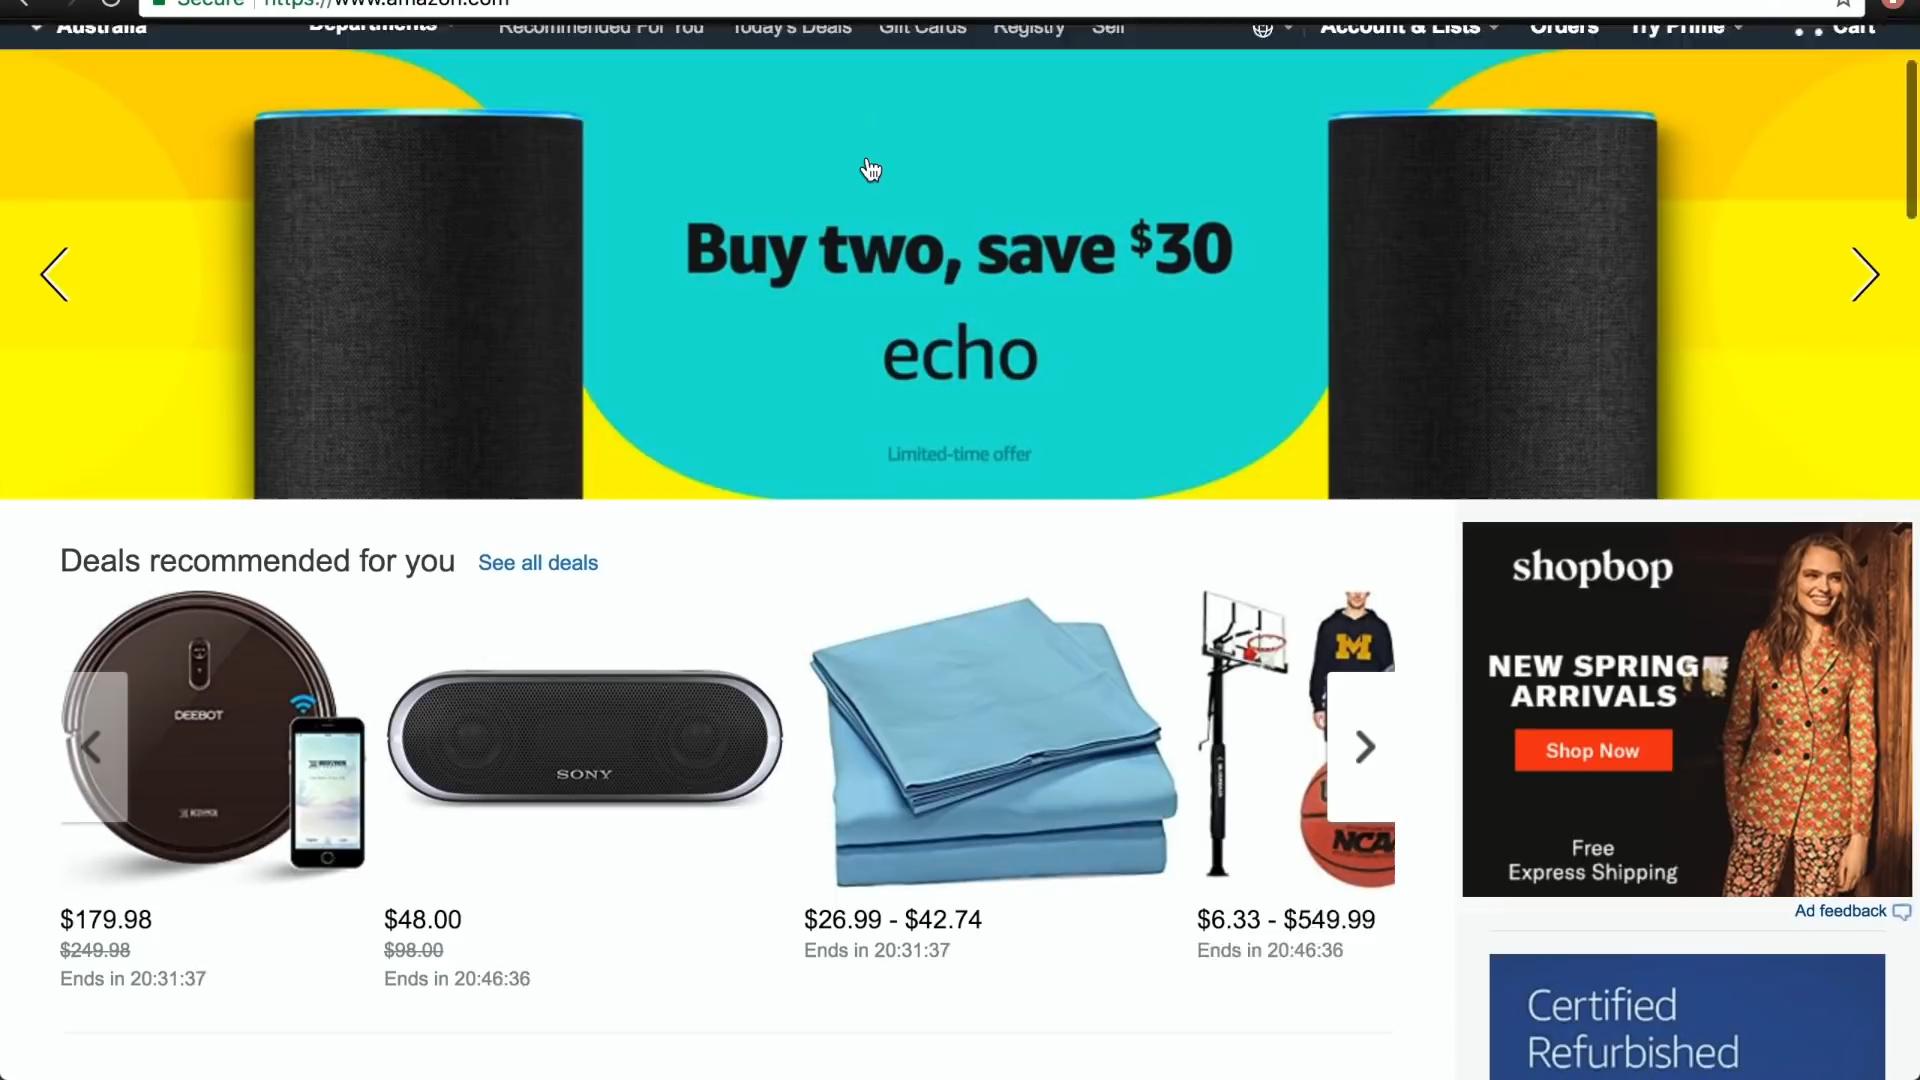 Secure https://www.amazon.com
Australia Departments Recommended For You Today's Deals Gift Cards Registry Sell Account & Lists Orders Try Prime Cart
Buy two, save $30
echo
Limited-time offer
Deals recommended for you See all deals
DEEBOT
SONY
M
NCAA
$179.98
$249.98
Ends in 20:31:37
$48.00
$98.00
Ends in 20:46:36
$26.99 - $42.74
Ends in 20:31:37
$6.33 - $549.99
Ends in 20:46:36
shopbop
NEW SPRING
ARRIVALS
Shop Now
Free
Express Shipping
Ad feedback
Certified
Refurbished